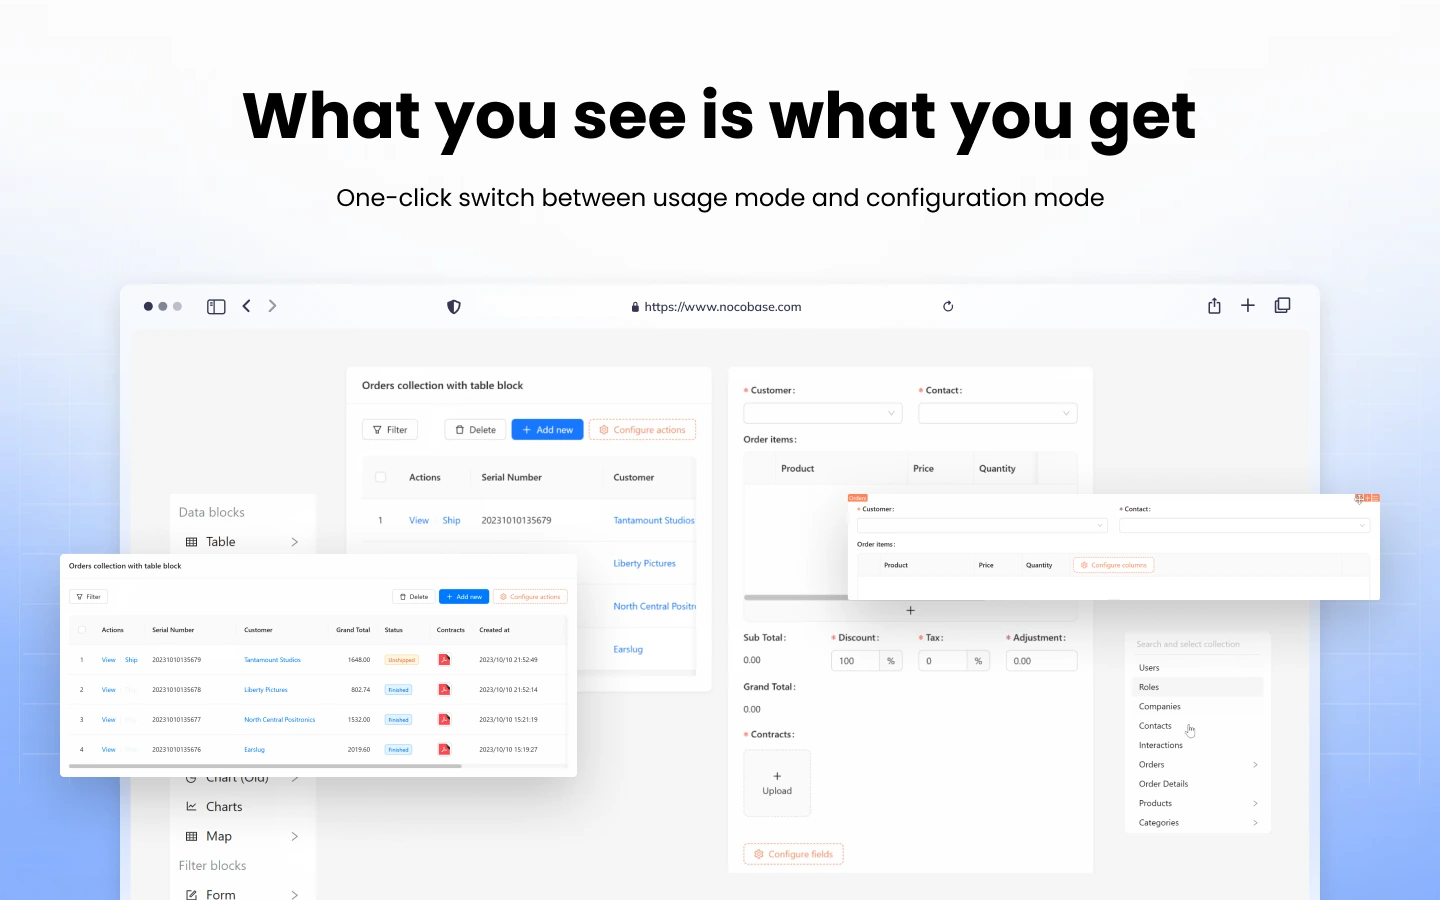 What you see is what you get
One-click switch between usage mode and configuration mode
https://www.nocobase.com
Orders collection with table block
Filter
Delete
Add new
Configure actions
Actions Serial Number Customer
1 View Ship 20231010135679 Tantamount Studios
Liberty Pictures
North Central Positr
Earslug
Data blocks
Table
Orders collection with table block
Filter
Delete
Add new
Configure actions
Actions Serial Number Customer Grand Total Status Contracts Created at
1 View Ship 20231010135679 Tantamount Studios 1648.00 Unshipped 2023/10/10 21:52:49
2 View 20231010135678 Liberty Pictures 802.74 Finished 2023/10/10 21:52:14
3 View 20231010135677 North Central Positronics 1532.00 Finished 2023/10/10 15:21:19
4 View 20231010135676 Earslug 2019.60 Finished 2023/10/10 15:19:27
Chart (Old)
Charts
Map
Filter blocks
Form
* Customer: * Contact:
Order items:
Product Price Quantity
Orders
* Customer: * Contact:
Order items:
Product Price Quantity Configure columns
Sub Total: * Discount: * Tax: * Adjustment:
0.00 100 % 0 % 0.00
Grand Total:
0.00
* Contracts:
Upload
Configure fields
Search and select collection
Users
Roles
Companies
Contacts
Interactions
Orders
Order Details
Products
Categories